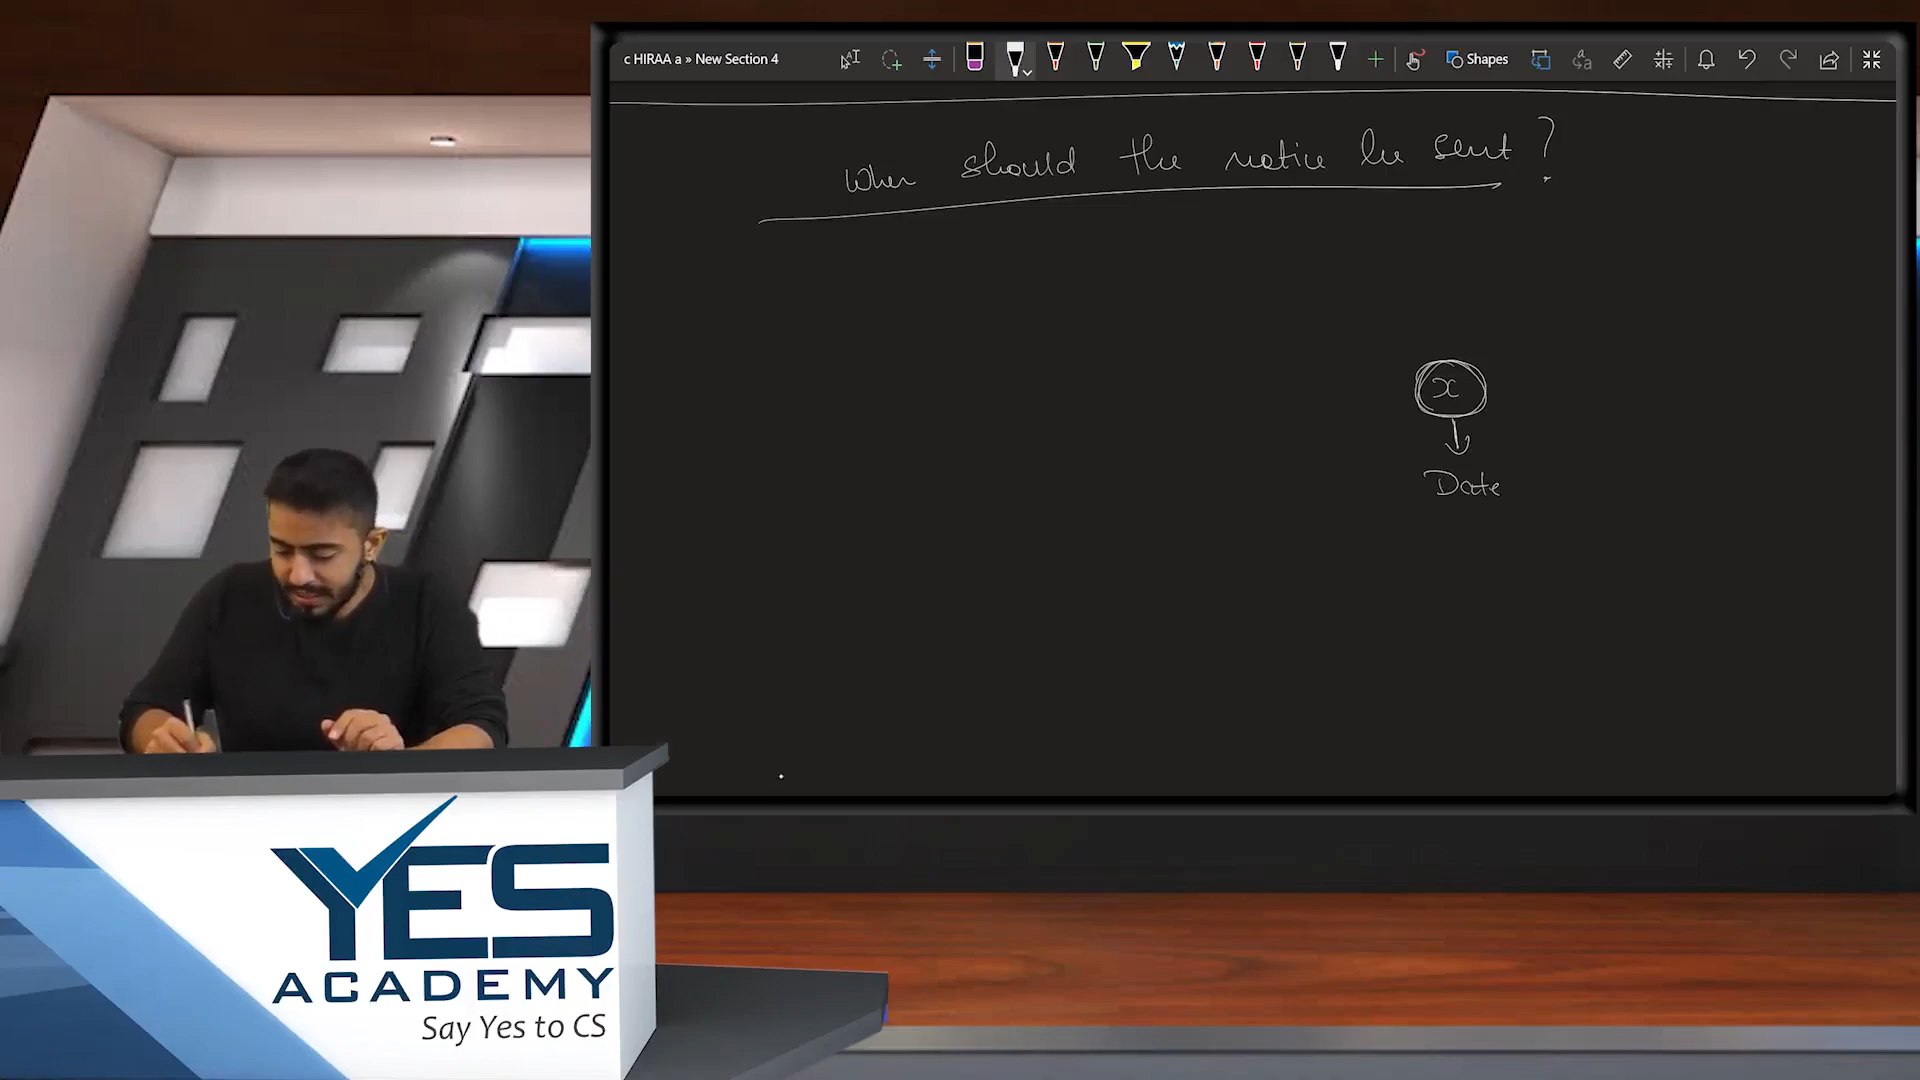 c HIRAA a » New Section 4
Shapes
When should the notice be sent?
x
Date
YES
ACADEMY
Say Yes to CS